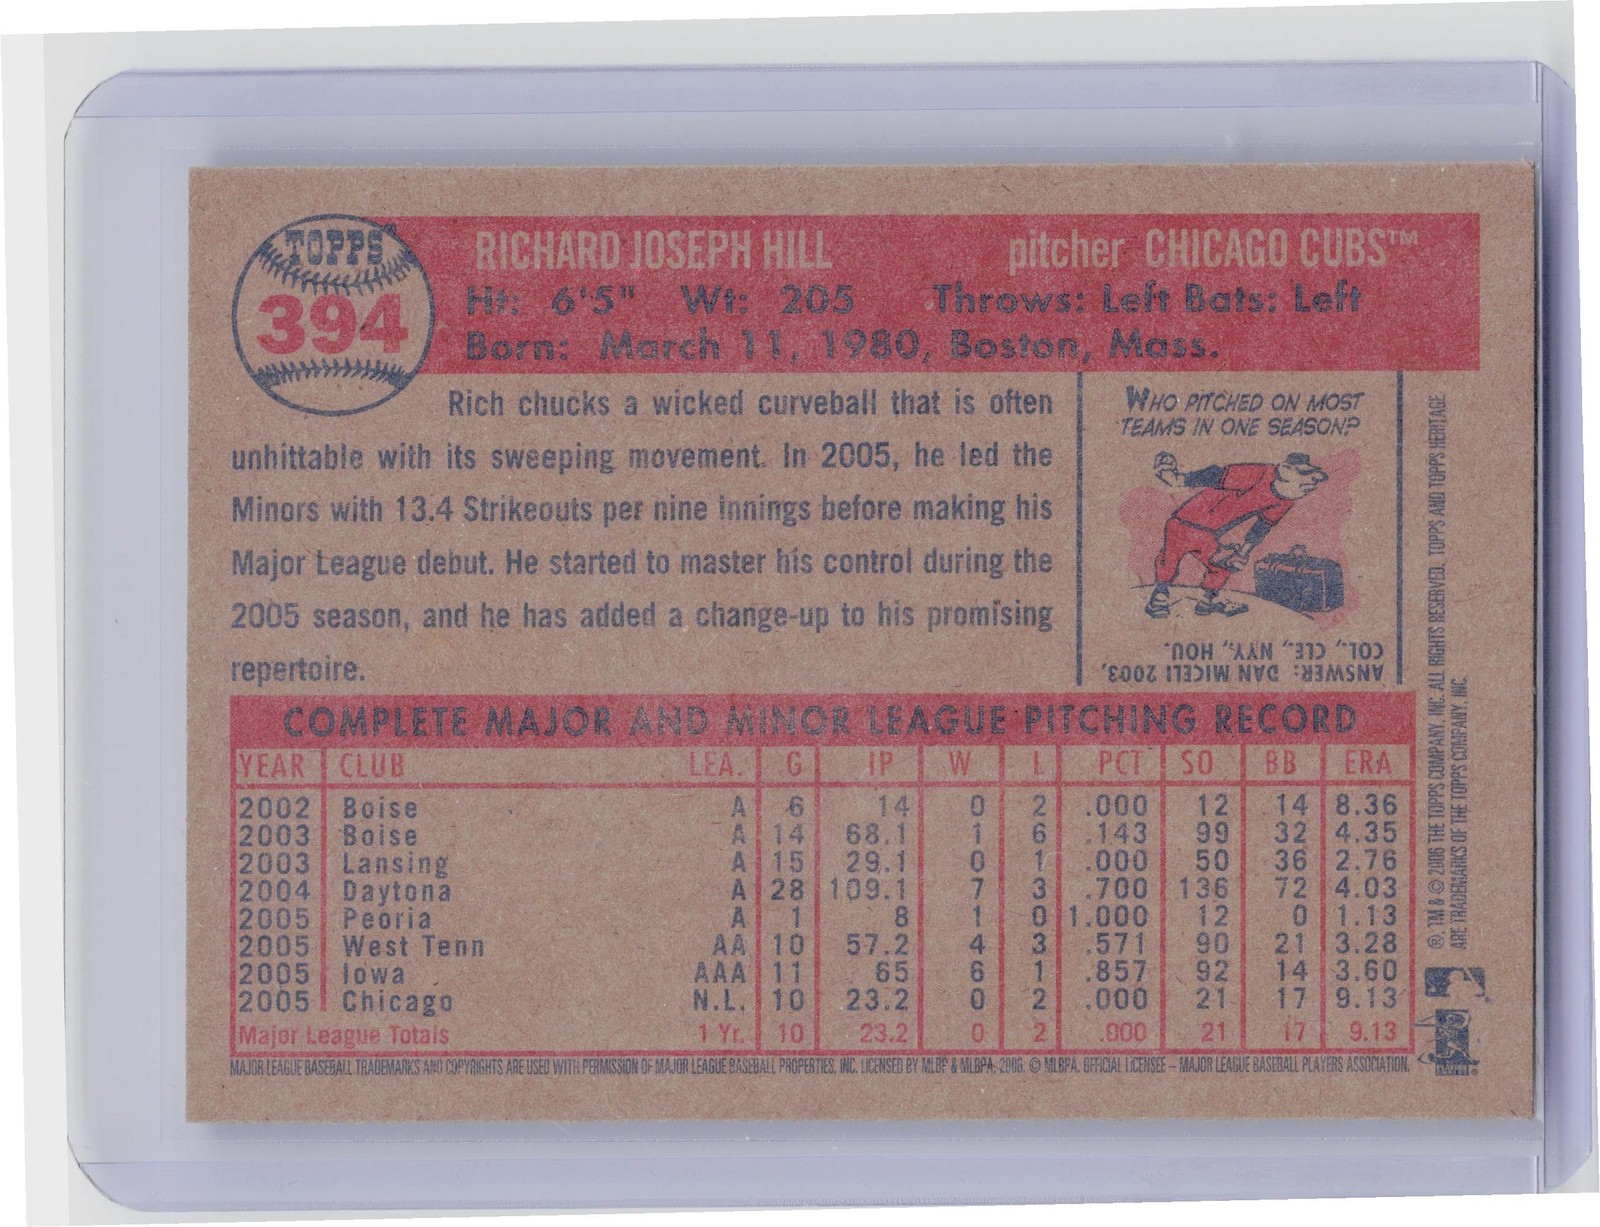 TOPPS
394
RICHARD JOSEPH HILL pitcher CHICAGO CUBS™
Ht: 6'5" Wt: 205 Throws: Left Bats: Left
Born: March 11, 1980, Boston, Mass.
Rich chucks a wicked curveball that is often
unhittable with its sweeping movement. In 2005, he led the
Minors with 13.4 Strikeouts per nine innings before making his
Major League debut. He started to master his control during the
2005 season, and he has added a change-up to his promising
repertoire.
WHO PITCHED ON MOST
TEAMS IN ONE SEASON?
ANSWER: DAN MICELI 2003,
COL., CLE., NYY., HOU.
COMPLETE MAJOR AND MINOR LEAGUE PITCHING RECORD
YEAR CLUB LEA. G IP W L PCT SO BB ERA
2002 Boise A 6 14 0 2 .000 12 14 8.36
2003 Boise A 14 68.1 1 6 .143 99 32 4.35
2003 Lansing A 15 29.1 0 1 .000 50 36 2.76
2004 Daytona A 28 109.1 7 3 .700 136 72 4.03
2005 Peoria A 1 8 1 0 1.000 12 0 1.13
2005 West Tenn AA 10 57.2 4 3 .571 90 21 3.28
2005 Iowa AAA 11 65 6 1 .857 92 14 3.60
2005 Chicago N.L. 10 23.2 0 2 .000 21 17 9.13
Major League Totals 1 Yr. 10 23.2 0 2 .000 21 17 9.13
MAJOR LEAGUE BASEBALL TRADEMARKS AND COPYRIGHTS ARE USED WITH PERMISSION OF MAJOR LEAGUE BASEBALL PROPERTIES, INC. LICENSED BY MLBP & MLBPA, 2006. © MLBPA. OFFICIAL LICENSEE – MAJOR LEAGUE BASEBALL PLAYERS ASSOCIATION.
®, TM & © 2006 THE TOPPS COMPANY, INC. ALL RIGHTS RESERVED. TOPPS AND TOPPS HERITAGE
ARE TRADEMARKS OF THE TOPPS COMPANY, INC.